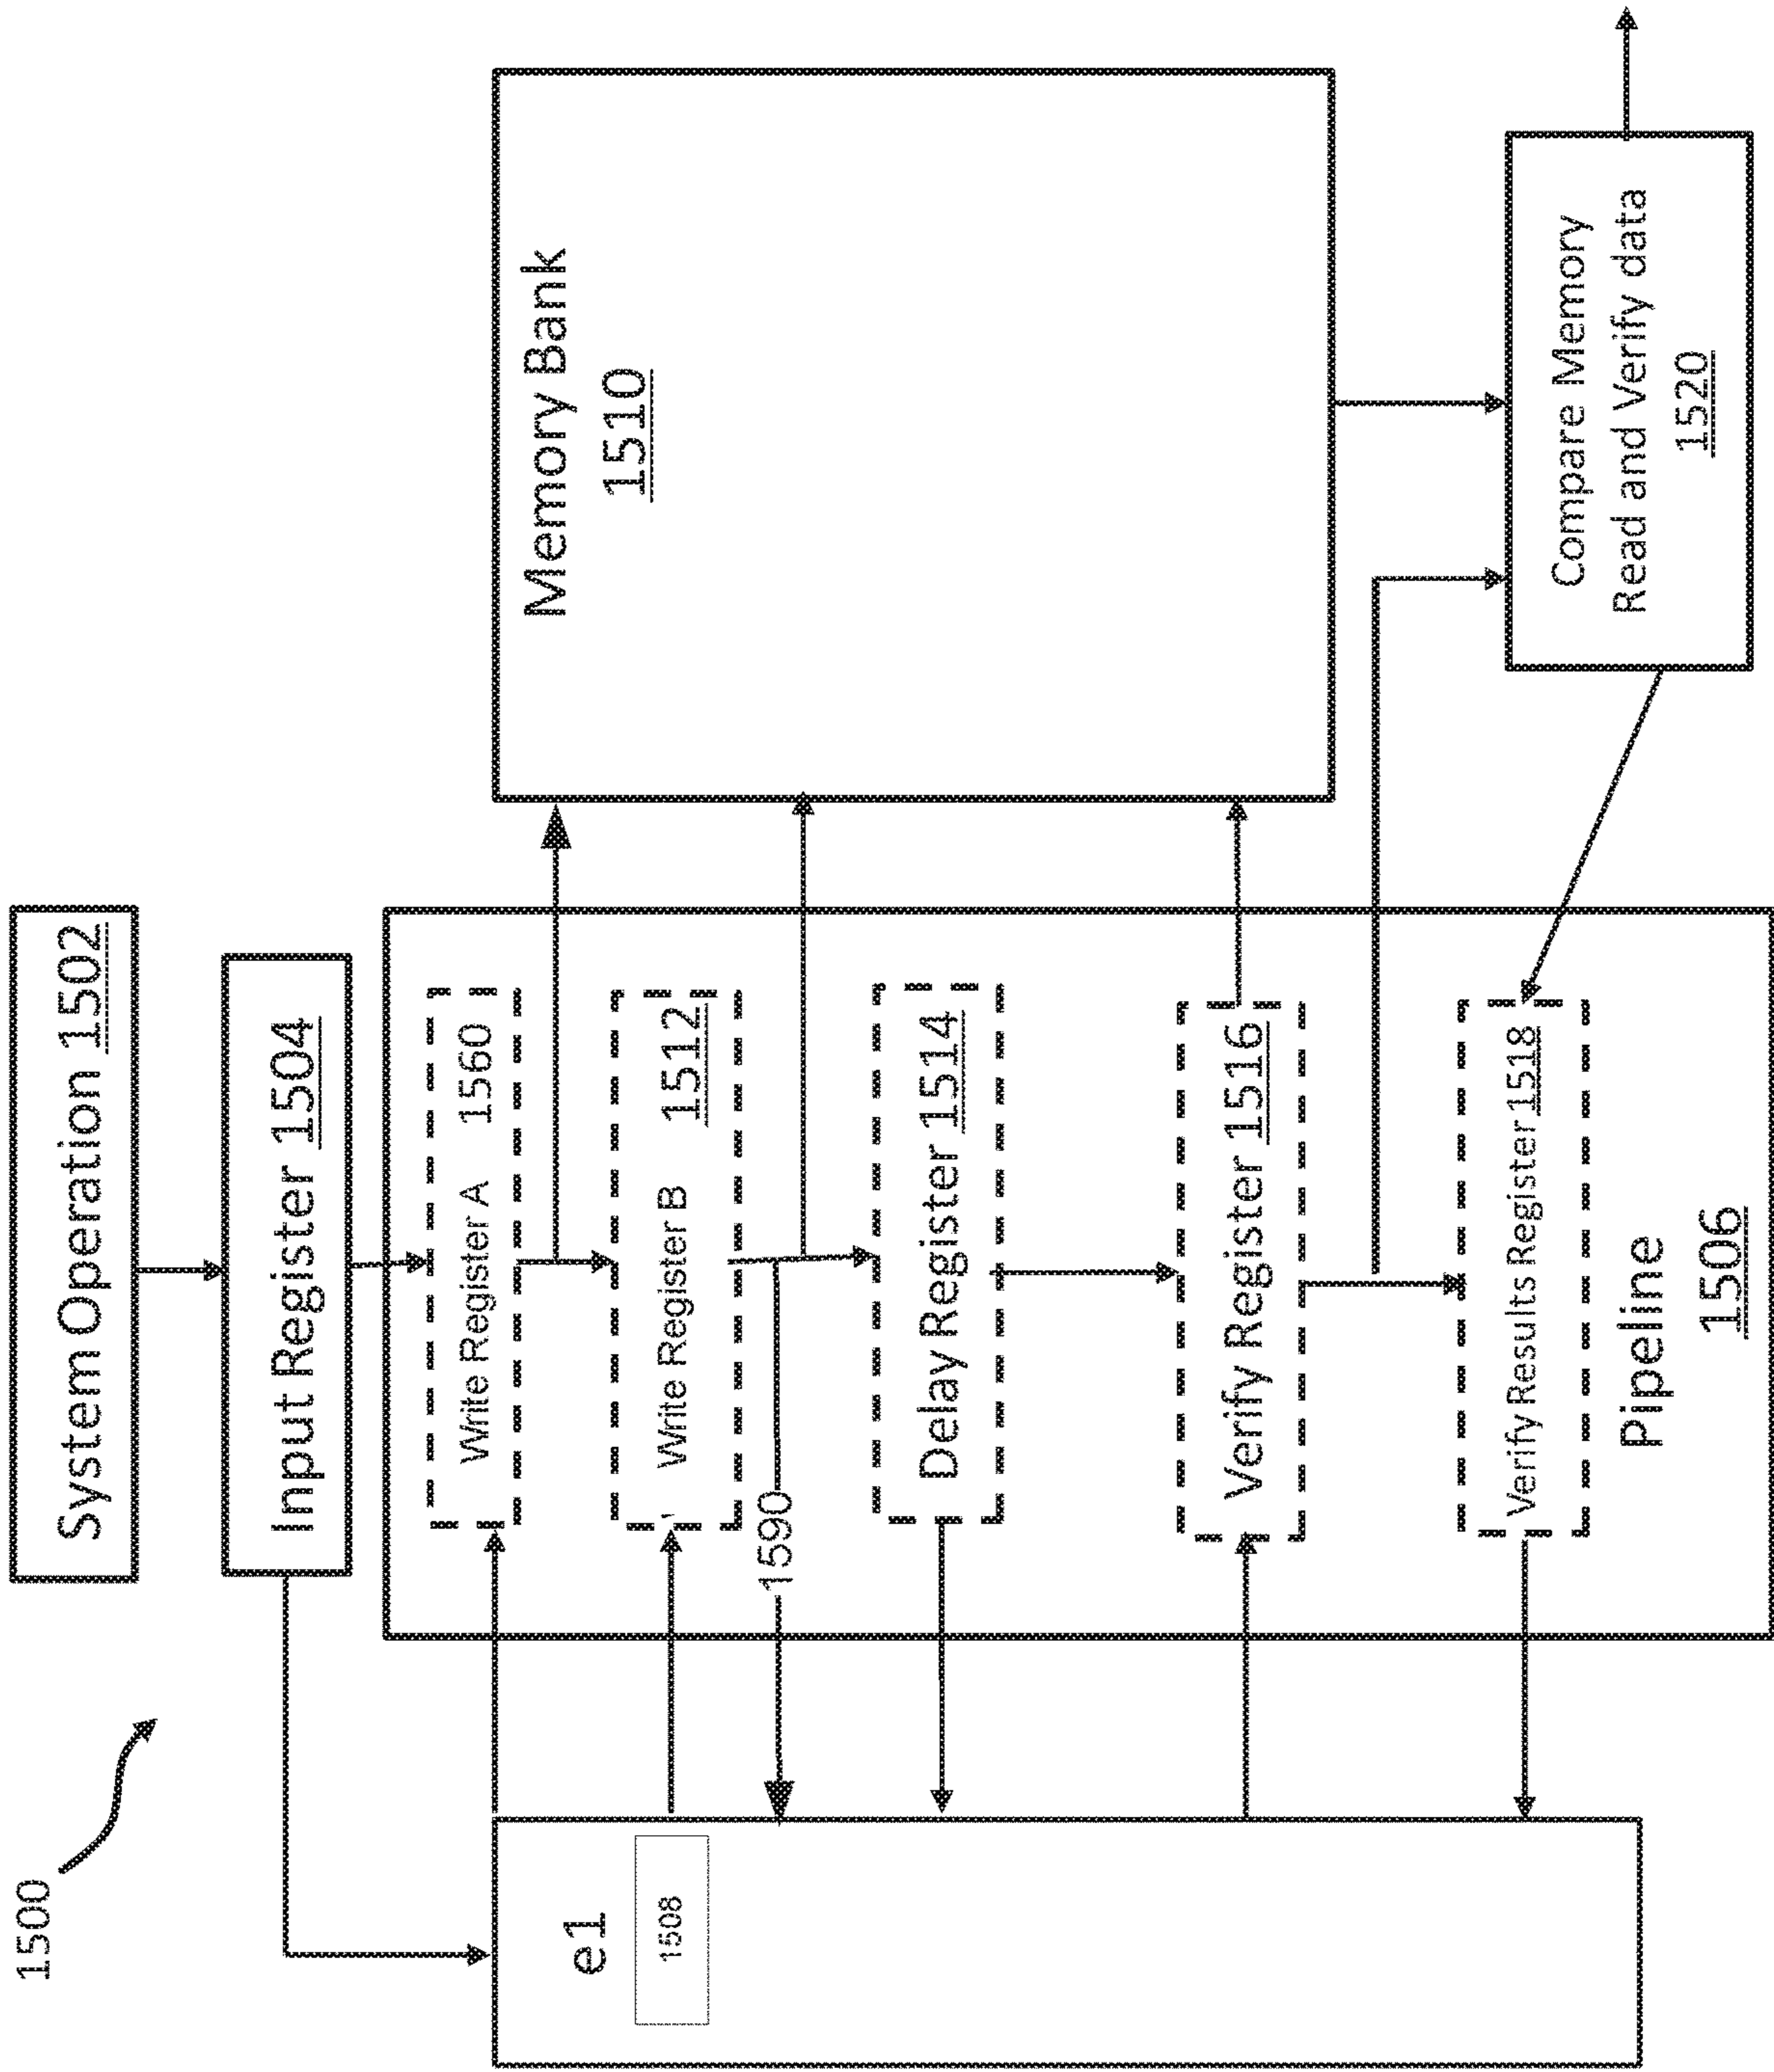 1500
System Operation 1502
Input Register 1504
e1
1508
Write Register A 1560
Write Register B 1512
1590
Delay Register 1514
Verify Register 1516
Verify Results Register 1518
Pipeline
1506
Memory Bank
1510
Compare Memory
Read and Verify data
1520